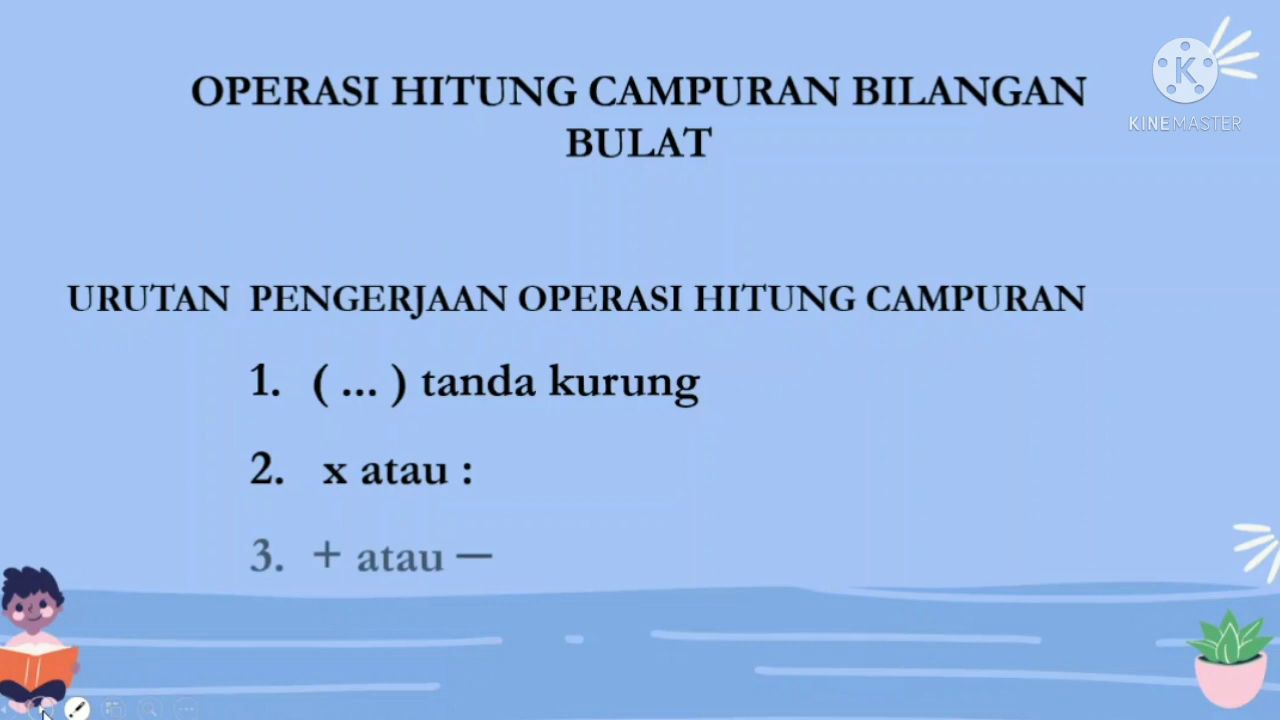 OPERASI HITUNG CAMPURAN BILANGAN
BULAT
KINEMASTER
URUTAN PENGERJAAN OPERASI HITUNG CAMPURAN
1. ( ... ) tanda kurung
2. x atau :
3. + atau —